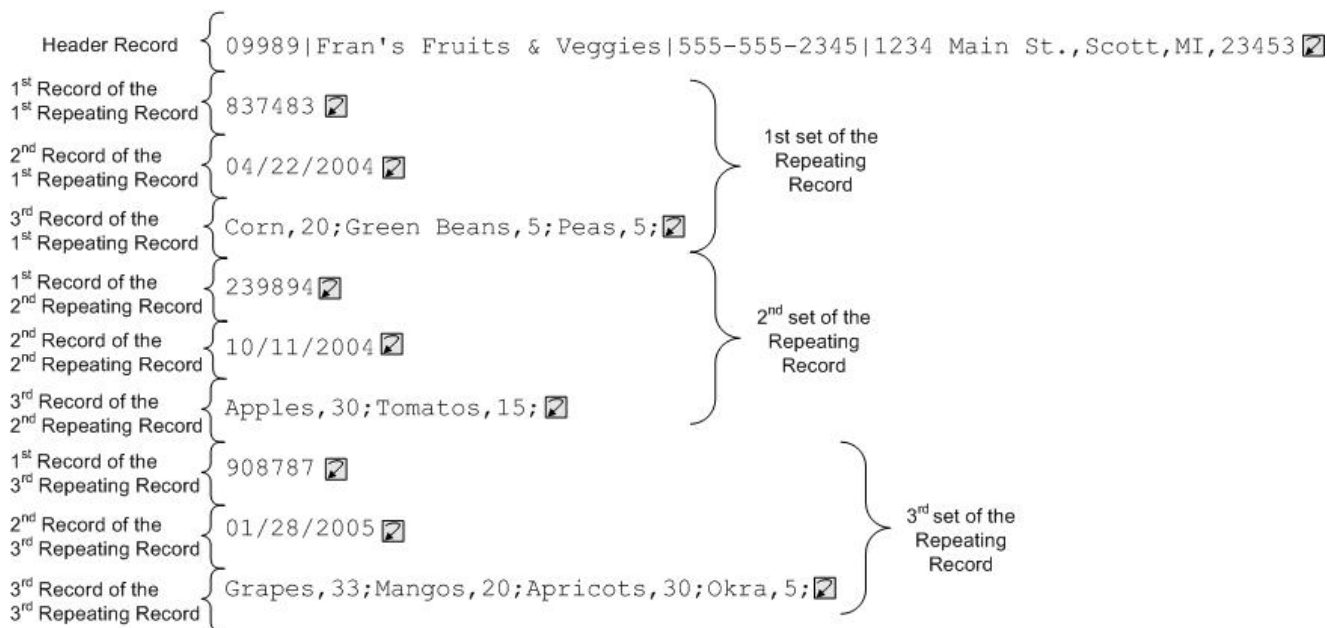 Header Record
09989|Fran's Fruits & Veggies|555-555-2345|1234 Main St.,Scott,MI,23453
1st Record of the
1st Repeating Record
837483
2nd Record of the
1st Repeating Record
04/22/2004
3rd Record of the
1st Repeating Record
Corn,20;Green Beans,5;Peas,5;
1st set of the
Repeating
Record
1st Record of the
2nd Repeating Record
239894
2nd Record of the
2nd Repeating Record
10/11/2004
3rd Record of the
2nd Repeating Record
Apples,30;Tomatos,15;
2nd set of the
Repeating
Record
1st Record of the
3rd Repeating Record
908787
2nd Record of the
3rd Repeating Record
01/28/2005
3rd Record of the
3rd Repeating Record
Grapes,33;Mangos,20;Apricots,30;Okra,5;
3rd set of the
Repeating
Record